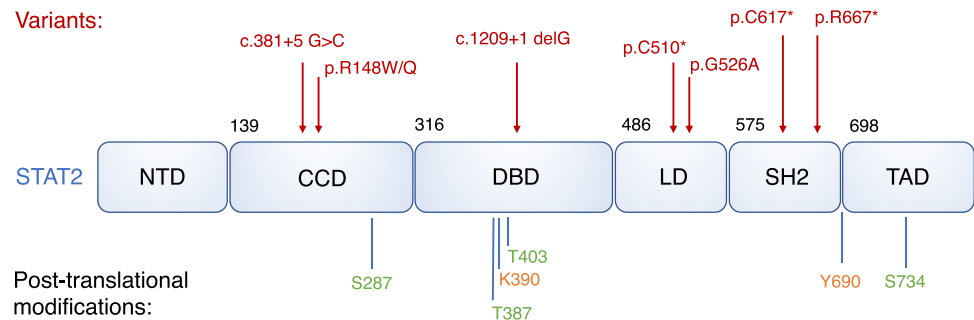 Variants:
p.C617*
p.R667*
c.381+5 G>C
c.1209+1 delG
p.C510*
p.R148W/Q
p.G526A
139
316
486
575
698
STAT2
NTD
CCD
DBD
LD
SH2
TAD
T403
S287
K390
Y690
S734
T387
Post-translational
modifications: